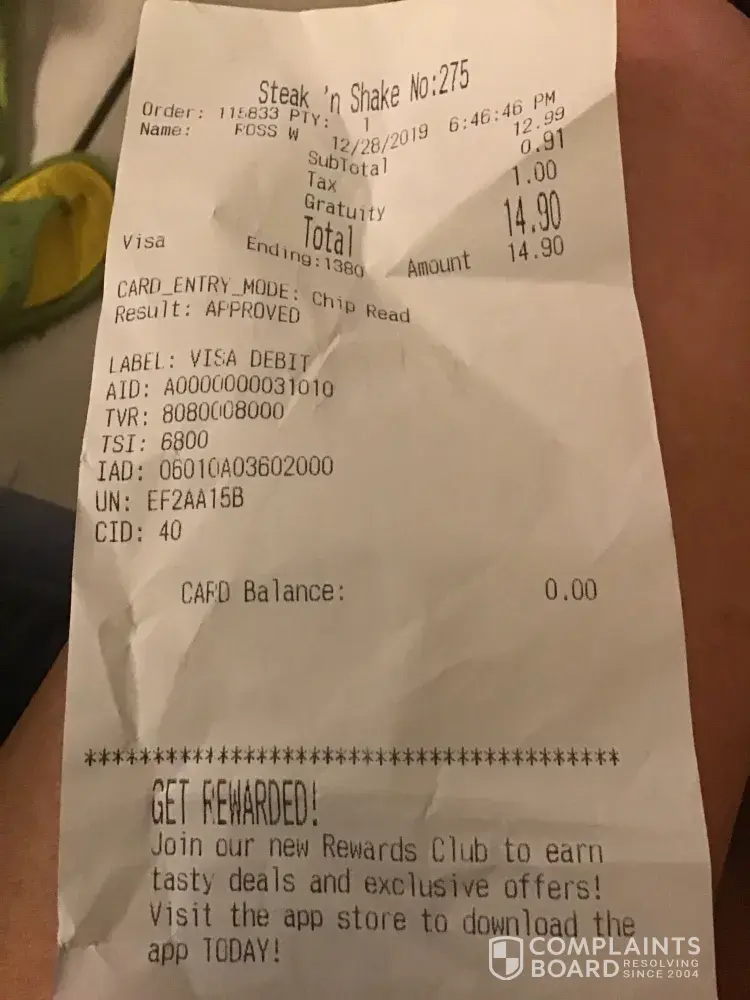 Steak 'n Shake No:275
Order: 115833 PTY: 1
Name: ROSS W 12/28/2019 6:46:46 PM
SubTotal 12.99
Tax 0.91
Gratuity 1.00
Total 14.90
Visa Ending:1380 Amount 14.90
CARD_ENTRY_MODE: Chip Read
Result: APPROVED
LABEL: VISA DEBIT
AID: A0000000031010
TVR: 8080008000
TSI: 6800
IAD: 06010A03602000
UN: EF2AA15B
CID: 40
CARD Balance: 0.00
*****************************************
GET REWARDED!
Join our new Rewards Club to earn
tasty deals and exclusive offers!
Visit the app store to download the
app TODAY!
COMPLAINTS
BOARD RESOLVING
SINCE 2004